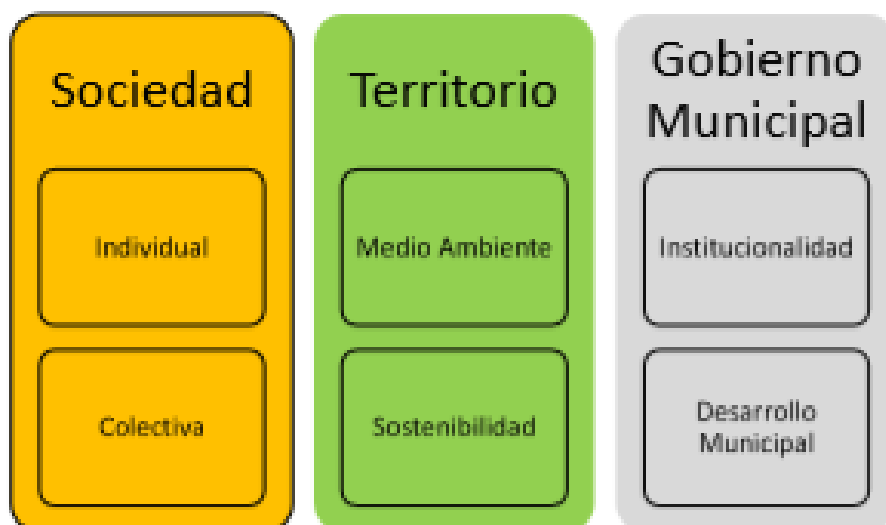 Sociedad
Individual
Colectiva
Territorio
Medio Ambiente
Sostenibilidad
Gobierno
Municipal
Institucionalidad
Desarrollo
Municipal